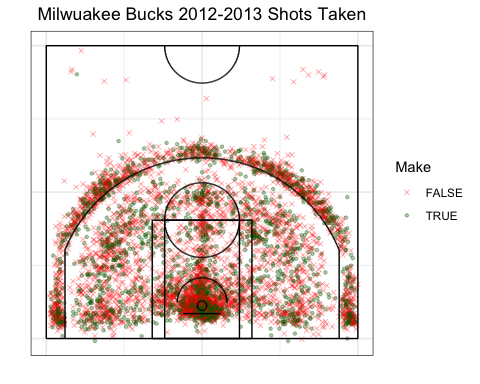 Milwuakee Bucks 2012-2013 Shots Taken
Make
FALSE
TRUE